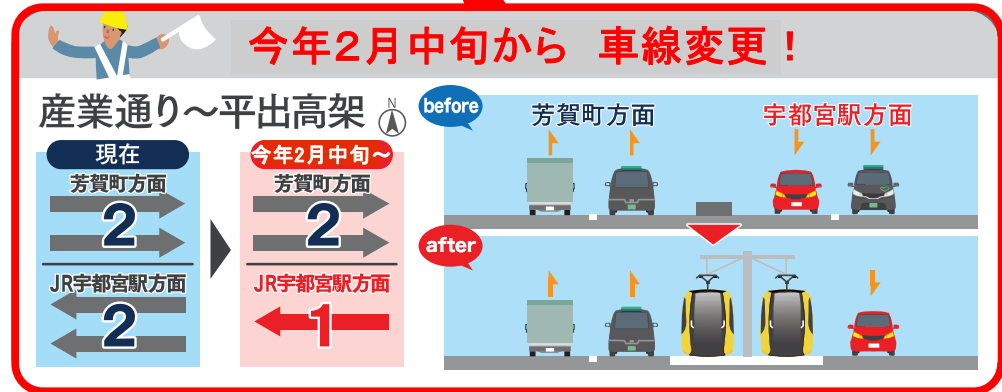 今年2月中旬から 車線変更!
産業通り〜平出高架
N
現在
芳賀町方面
2
JR宇都宮駅方面
2
今年2月中旬〜
芳賀町方面
2
JR宇都宮駅方面
1
before
芳賀町方面
宇都宮駅方面
after